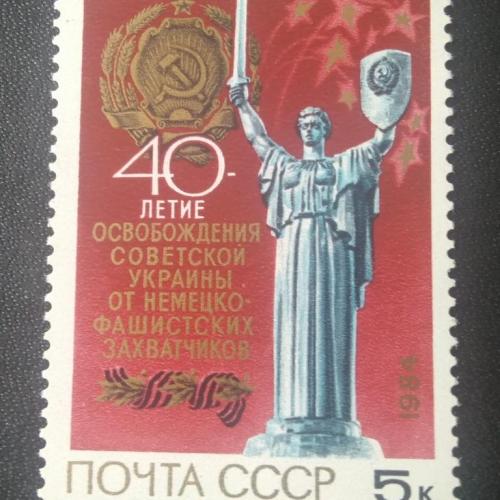 40-
ЛЕТИЕ
ОСВОБОЖДЕНИЯ
СОВЕТСКОЙ
УКРАИНЫ
ОТ НЕМЕЦКО-
ФАШИСТСКИХ
ЗАХВАТЧИКОВ
1984
ПОЧТА СССР 5к